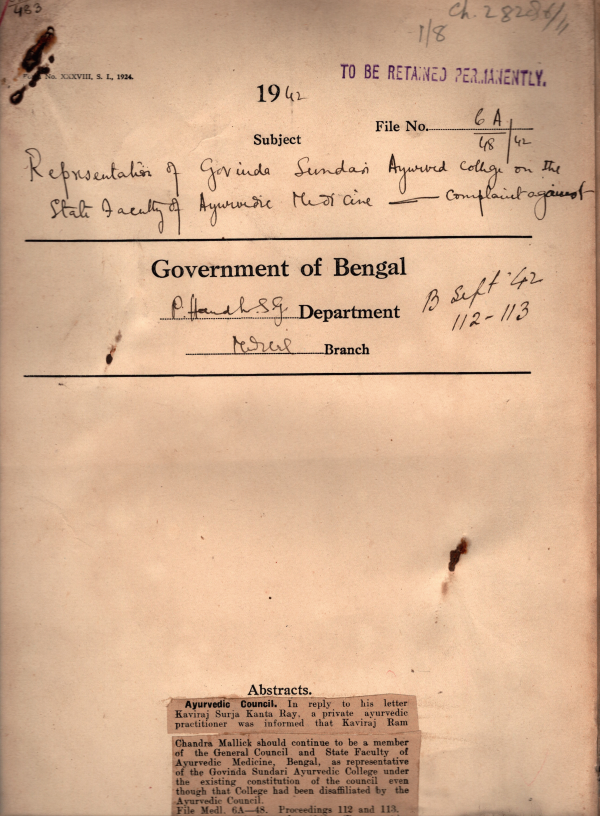 483
Ch. 282
1/8
No. XXXVIII, S. I., 1924.
TO BE RETAINED PERMANENTLY.
1942
File No. 6A/48/42
Subject
Representation of Govinda Sundari Ayurved College on the
State Faculty of Ayurvedic Medicine — complaint against
Government of Bengal
P. H. and L. S. G. Department
B Sept '42
112-113
Medical Branch
Abstracts.
Ayurvedic Council. In reply to his letter
Kaviraj Surja Kanta Ray, a private ayurvedic
practitioner was informed that Kaviraj Ram
Chandra Mallick should continue to be a member
of the General Council and State Faculty of
Ayurvedic Medicine, Bengal, as representative
of the Govinda Sundari Ayurvedic College under
the existing constitution of the council even
though that College had been disaffiliated by the
Ayurvedic Council.
File Medl. 6A—48. Proceedings 112 and 113.